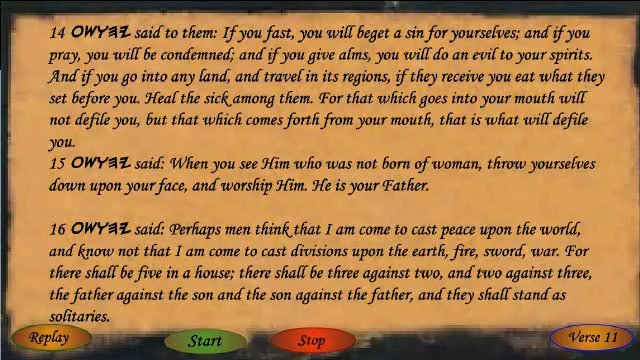 14 𐤉𐤄𐤅𐤔𐤏 said to them: If you fast, you will beget a sin for yourselves; and if you
pray, you will be condemned; and if you give alms, you will do an evil to your spirits.
And if you go into any land, and travel in its regions, if they receive you eat what they
set before you. Heal the sick among them. For that which goes into your mouth will
not defile you, but that which comes forth from your mouth, that is what will defile
you.
15 𐤉𐤄𐤅𐤔𐤏 said: When you see Him who was not born of woman, throw yourselves
down upon your face, and worship Him. He is your Father.
16 𐤉𐤄𐤅𐤔𐤏 said: Perhaps men think that I am come to cast peace upon the world,
and know not that I am come to cast divisions upon the earth, fire, sword, war. For
there shall be five in a house; there shall be three against two, and two against three,
the father against the son and the son against the father, and they shall stand as
solitaries.
Replay
Start
Stop
Verse 11